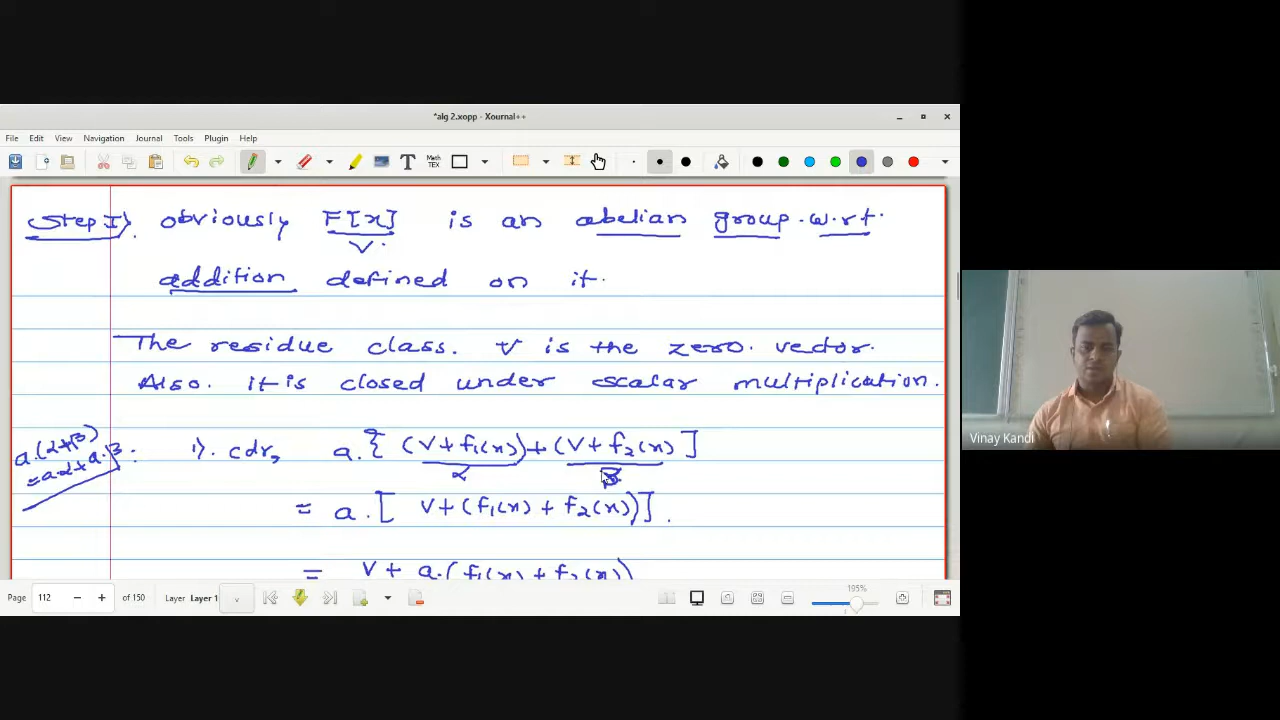 *alg 2.xopp - Xournal++
File Edit View Navigation Journal Tools Plugin Help
Step I). obviously F[x] is an abelian group. w.r.t.
V.
addition defined on it.
The residue class. V is the zero. vector.
Also. it is closed under scalar multiplication.
a.(α+β)
= a.α+a.β
: 1). cdr, a.{ (V+f₁(x))+(V+f₂(x)]
α β
= a.[ V+(f₁(x) + f₂(x))].
= V+ a.(f₁(x) + f₂(x))
Vinay Kandi
Page 112 of 150 Layer Layer 1 195%